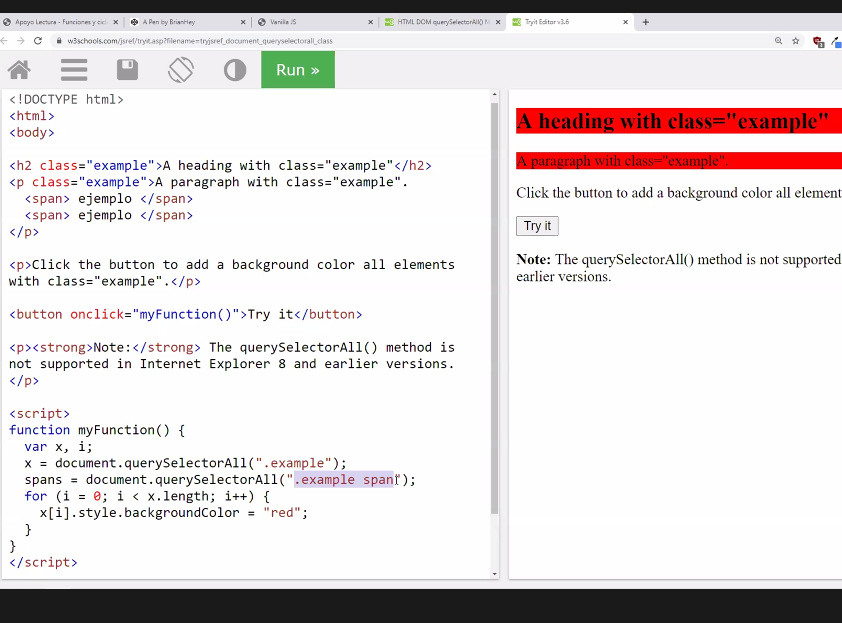 Apoyo Lectura - Funciones y
A Pen by BrianHey
Vanilla JS
HTML DOM querySelectorAll()
Tryit Editor v3.6
w3schools.com/jsref/tryit.asp?filename=tryjsref_document_queryselectorall_class
Run »
<!DOCTYPE html>
<html>
<body>
<h2 class="example">A heading with class="example"</h2>
<p class="example">A paragraph with class="example".
<span> ejemplo </span>
<span> ejemplo </span>
</p>
<p>Click the button to add a background color all elements
with class="example".</p>
<button onclick="myFunction()">Try it</button>
<p><strong>Note:</strong> The querySelectorAll() method is
not supported in Internet Explorer 8 and earlier versions.
</p>
<script>
function myFunction() {
var x, i;
x = document.querySelectorAll(".example");
spans = document.querySelectorAll(".example span");
for (i = 0; i < x.length; i++) {
x[i].style.backgroundColor = "red";
}
}
</script>
A heading with class="example"
A paragraph with class="example".
Click the button to add a background color all element
Try it
Note: The querySelectorAll() method is not supported
earlier versions.